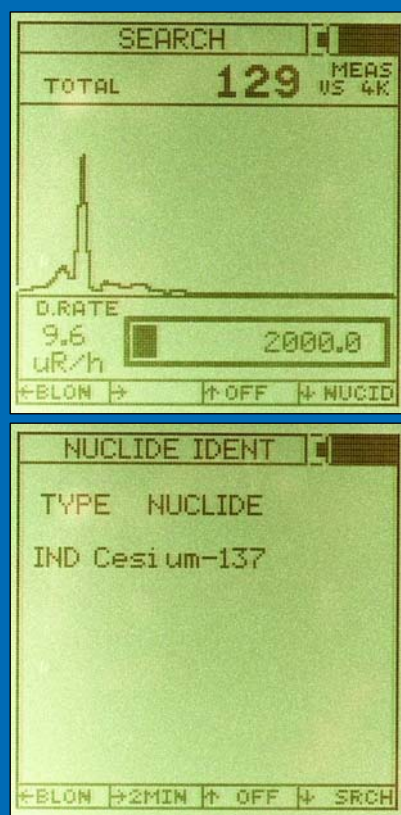 SEARCH
TOTAL 129 MEAS
VS 4K
D.RATE
9.6
uR/h
2000.0
←BLON → ↑OFF ↓ NUCID
NUCLIDE IDENT
TYPE NUCLIDE
IND Cesium-137
←BLON →2MIN ↑ OFF ↓ SRCH